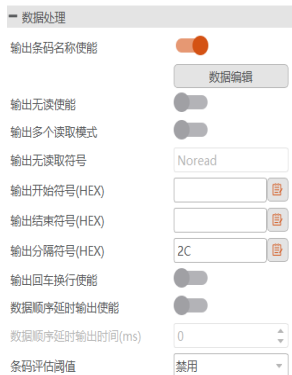 数据处理
输出条码名称使能
数据编辑
输出无读使能
输出多个读取模式
输出无读取符号 Noread
输出开始符号(HEX)
输出结束符号(HEX)
输出分隔符号(HEX) 2C
输出回车换行使能
数据顺序延时输出使能
数据顺序延时输出时间(ms) 0
条码评估阈值 禁用